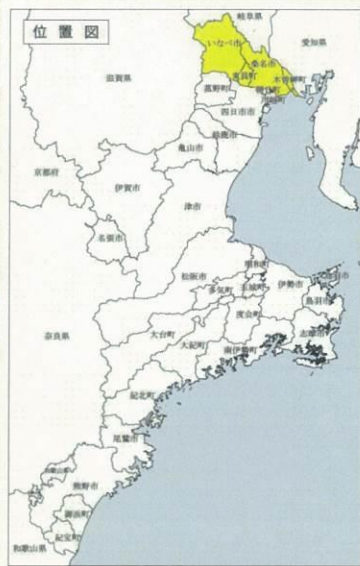 位置図
岐阜県
愛知県
滋賀県
いなべ市
桑名市
東員町
木曽岬町
菰野町
朝日町
川越町
四日市市
鈴鹿市
亀山市
京都府
伊賀市
津市
名張市
松阪市
明和町
多気町
玉城町
伊勢市
鳥羽市
度会町
奈良県
大台町
大紀町
南伊勢町
志摩市
紀北町
尾鷲市
和歌山県
熊野市
御浜町
紀宝町
和歌山県